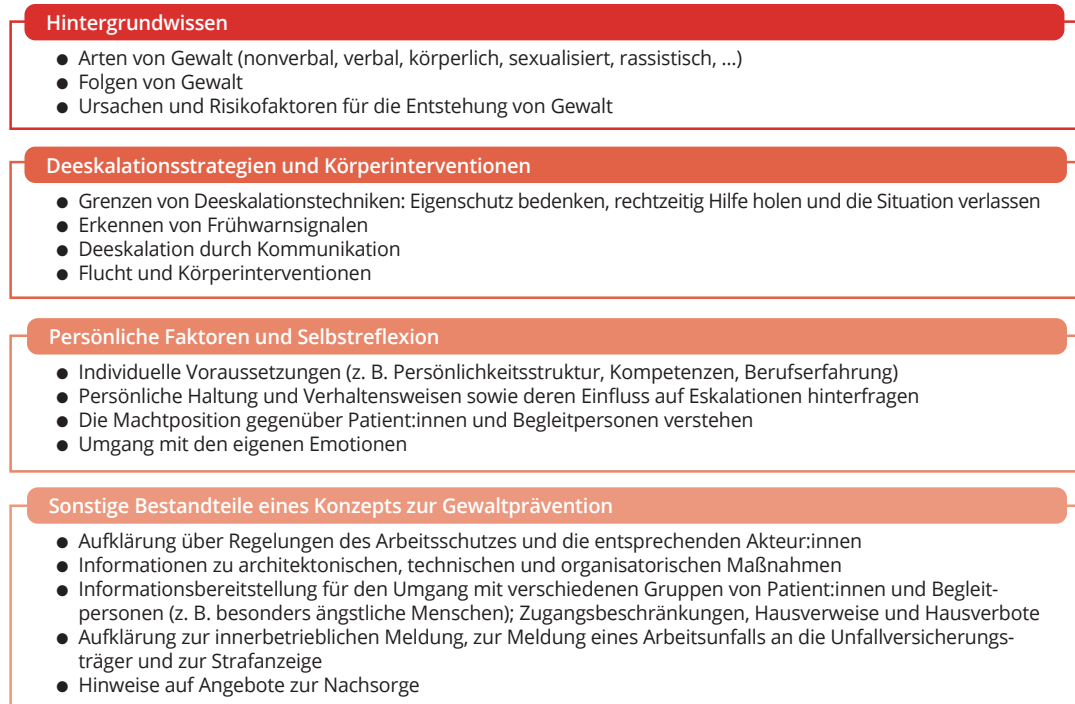 Hintergrundwissen
● Arten von Gewalt (nonverbal, verbal, körperlich, sexualisiert, rassistisch, ...)
● Folgen von Gewalt
● Ursachen und Risikofaktoren für die Entstehung von Gewalt
Deeskalationsstrategien und Körperinterventionen
● Grenzen von Deeskalationstechniken: Eigenschutz bedenken, rechtzeitig Hilfe holen und die Situation verlassen
● Erkennen von Frühwarnsignalen
● Deeskalation durch Kommunikation
● Flucht und Körperinterventionen
Persönliche Faktoren und Selbstreflexion
● Individuelle Voraussetzungen (z. B. Persönlichkeitsstruktur, Kompetenzen, Berufserfahrung)
● Persönliche Haltung und Verhaltensweisen sowie deren Einfluss auf Eskalationen hinterfragen
● Die Machtposition gegenüber Patient:innen und Begleitpersonen verstehen
● Umgang mit den eigenen Emotionen
Sonstige Bestandteile eines Konzepts zur Gewaltprävention
● Aufklärung über Regelungen des Arbeitsschutzes und die entsprechenden Akteur:innen
● Informationen zu architektonischen, technischen und organisatorischen Maßnahmen
● Informationsbereitstellung für den Umgang mit verschiedenen Gruppen von Patient:innen und Begleit-
personen (z. B. besonders ängstliche Menschen); Zugangsbeschränkungen, Hausverweise und Hausverbote
● Aufklärung zur innerbetrieblichen Meldung, zur Meldung eines Arbeitsunfalls an die Unfallversicherungs-
träger und zur Strafanzeige
● Hinweise auf Angebote zur Nachsorge